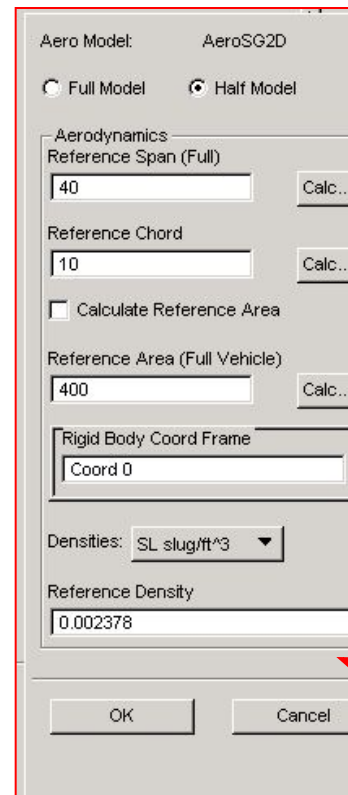 Aero Model: AeroSG2D
Full Model Half Model
Aerodynamics
Reference Span (Full)
40 Calc..
Reference Chord
10 Calc..
Calculate Reference Area
Reference Area (Full Vehicle)
400 Calc..
Rigid Body Coord Frame
Coord 0
Densities: SL slug/ft^3
Reference Density
0.002378
OK Cancel